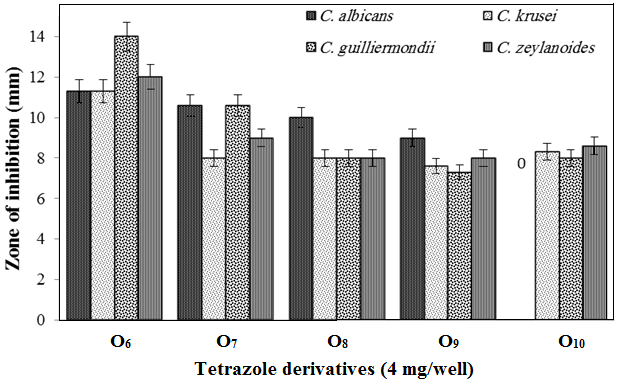 C. albicans
C. krusei
C. guilliermondii
C. zeylanoides
Zone of inhibition (mm)
14
12
10
8
6
4
2
0
0
O6
O7
O8
O9
O10
Tetrazole derivatives (4 mg/well)